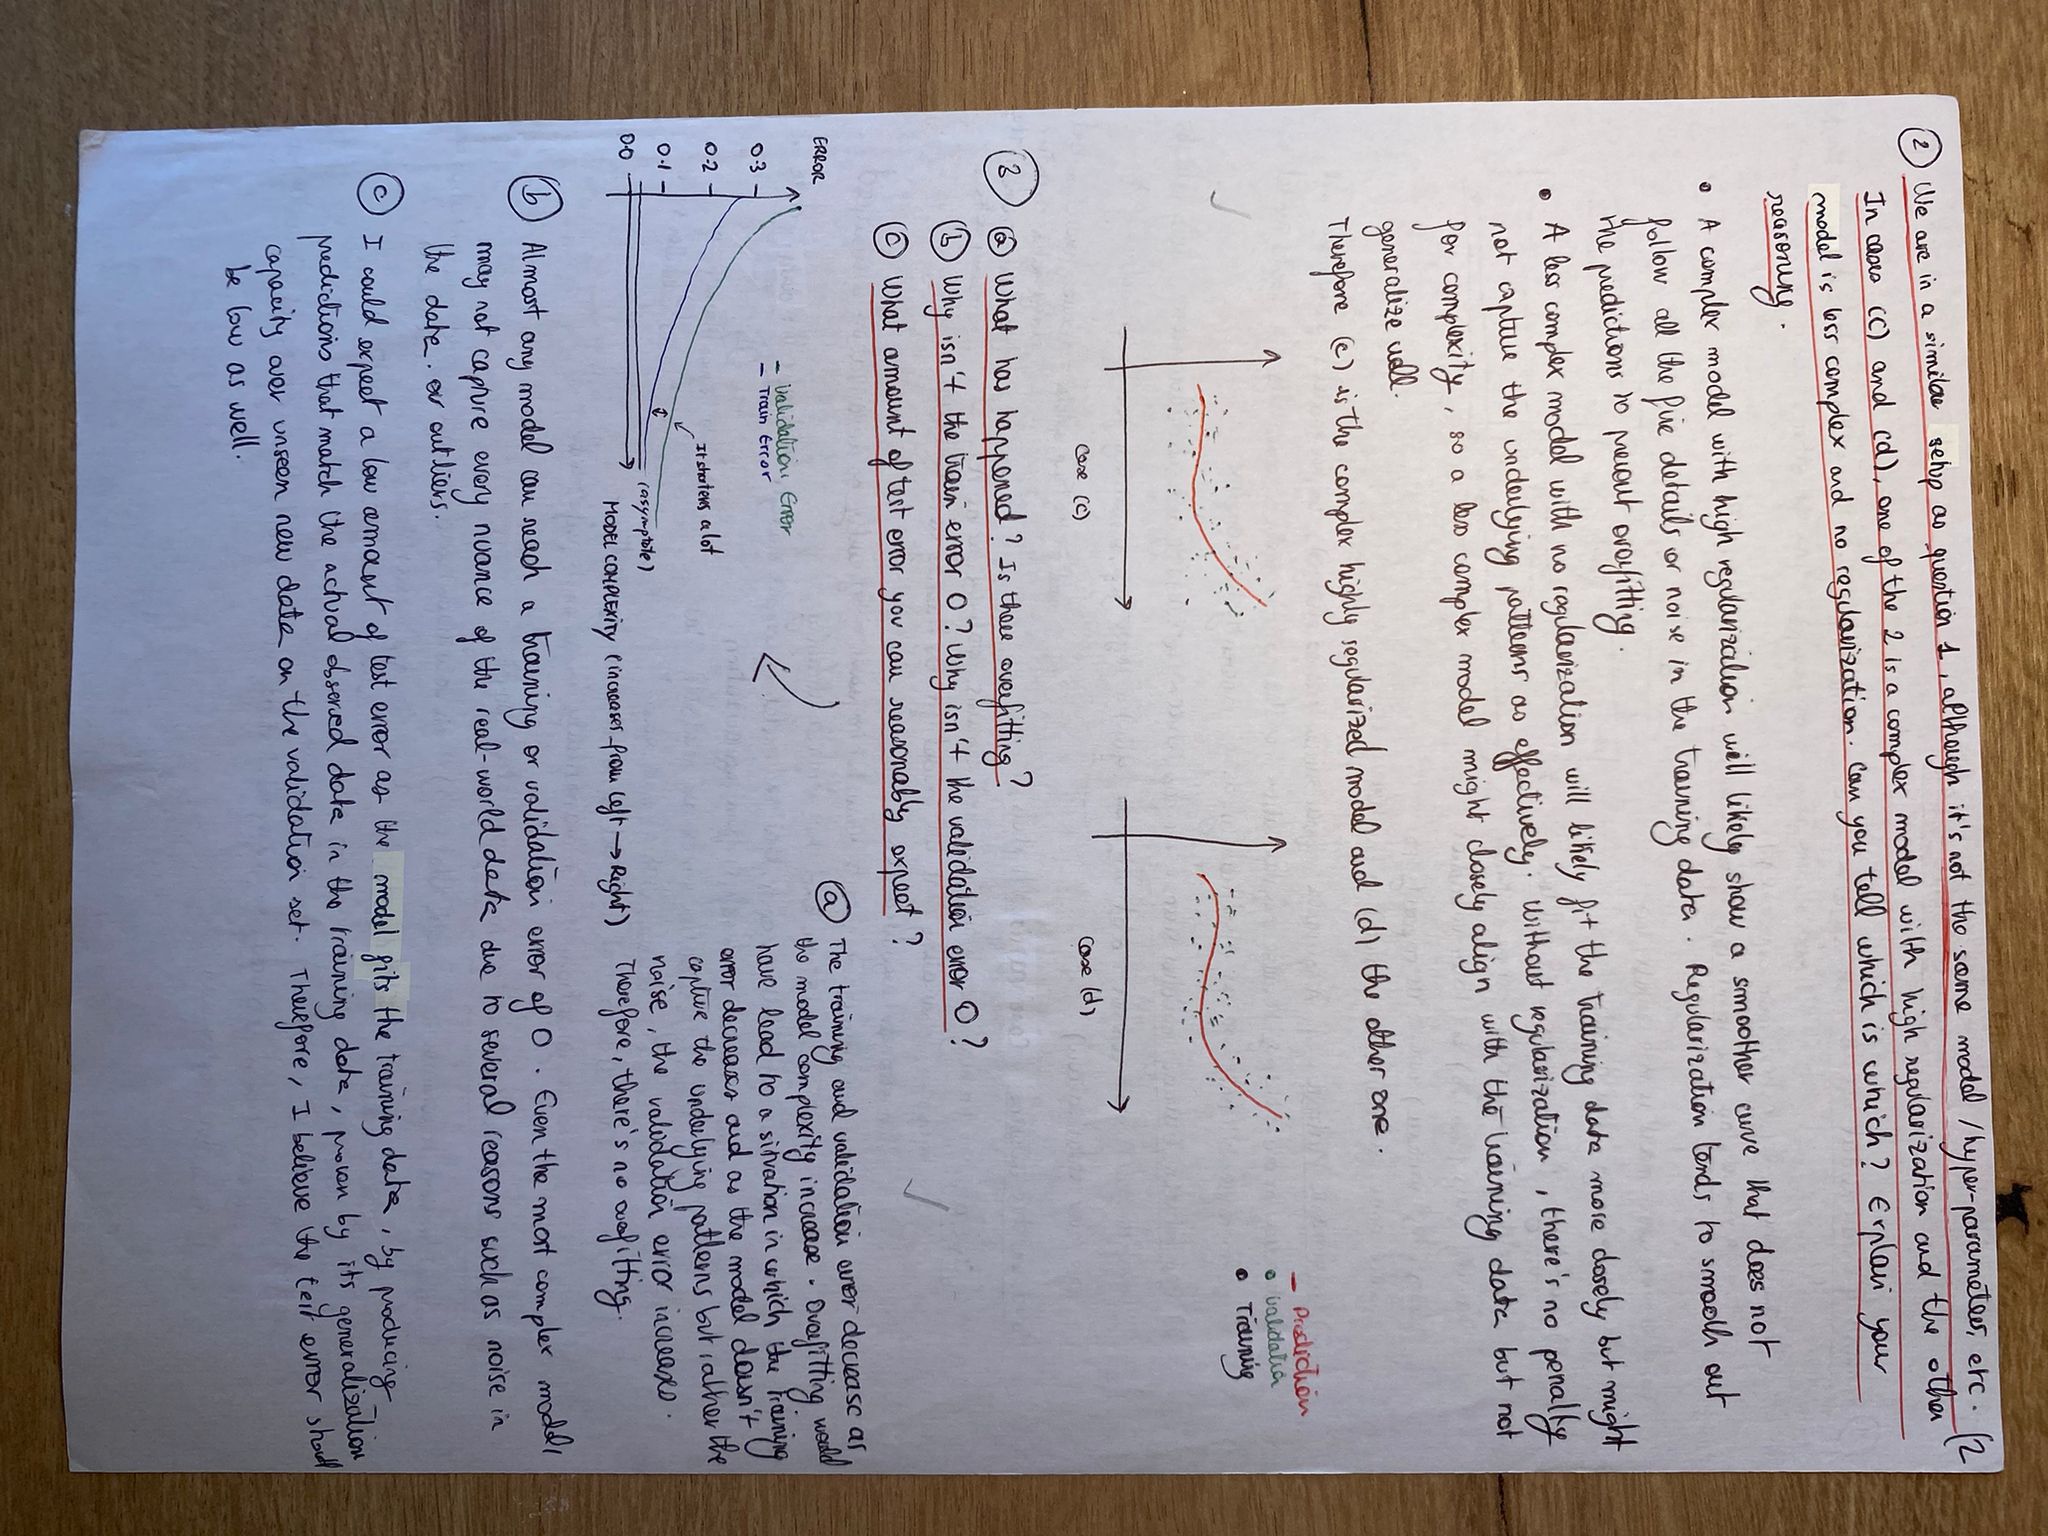 (2
② We are in a similar setup as question 1, although it's not the same model / hyper-parameters, etc.
In cases (c) and (d), one of the 2 is a complex model with high regularization and the other
model is less complex and no regularization. Can you tell which is which? Explain your
reasoning.
• A complex model with high regularization will likely show a smoother curve that does not
follow all the fine details or noise in the training data. Regularization tends to smooth out
the predictions to prevent overfitting.
• A less complex model with no regularization will likely fit the training data more closely but might
not capture the underlying patterns as effectively. Without regularization, there's no penalty
for complexity, so a less complex model might closely align with the training data but not
generalize well.
Therefore (c) is the complex highly regularized model and (d) the other one.
– Prediction
• Validation
• Training
Case (c)
Case (d)
③ ⓐ What has happened? Is there overfitting?
ⓑ Why isn't the train error 0? Why isn't the validation error 0?
ⓒ What amount of test error you can reasonably expect?
ERROR
0.3
0.2
0.1
0.0
– Validation Error
– Train Error
It shortens a lot
(asymptote)
MODEL COMPLEXITY (increases from left → Right)
ⓐ The training and validation error decrease as
the model complexity increase. Overfitting would
have lead to a situation in which the training
error decreases and as the model doesn't
capture the underlying patterns but rather the
noise, the validation error increases.
Therefore, there's no overfitting.
ⓑ Almost any model can reach a training or validation error of 0. Even the most complex model,
may not capture every nuance of the real-world data due to several reasons such as noise in
the data. or outliers.
ⓒ I could expect a low amount of test error as the model fits the training data, by producing
predictions that match the actual observed data in the training data, proven by its generalization
capacity over unseen new data on the validation set. Therefore, I believe the test error should
be low as well.